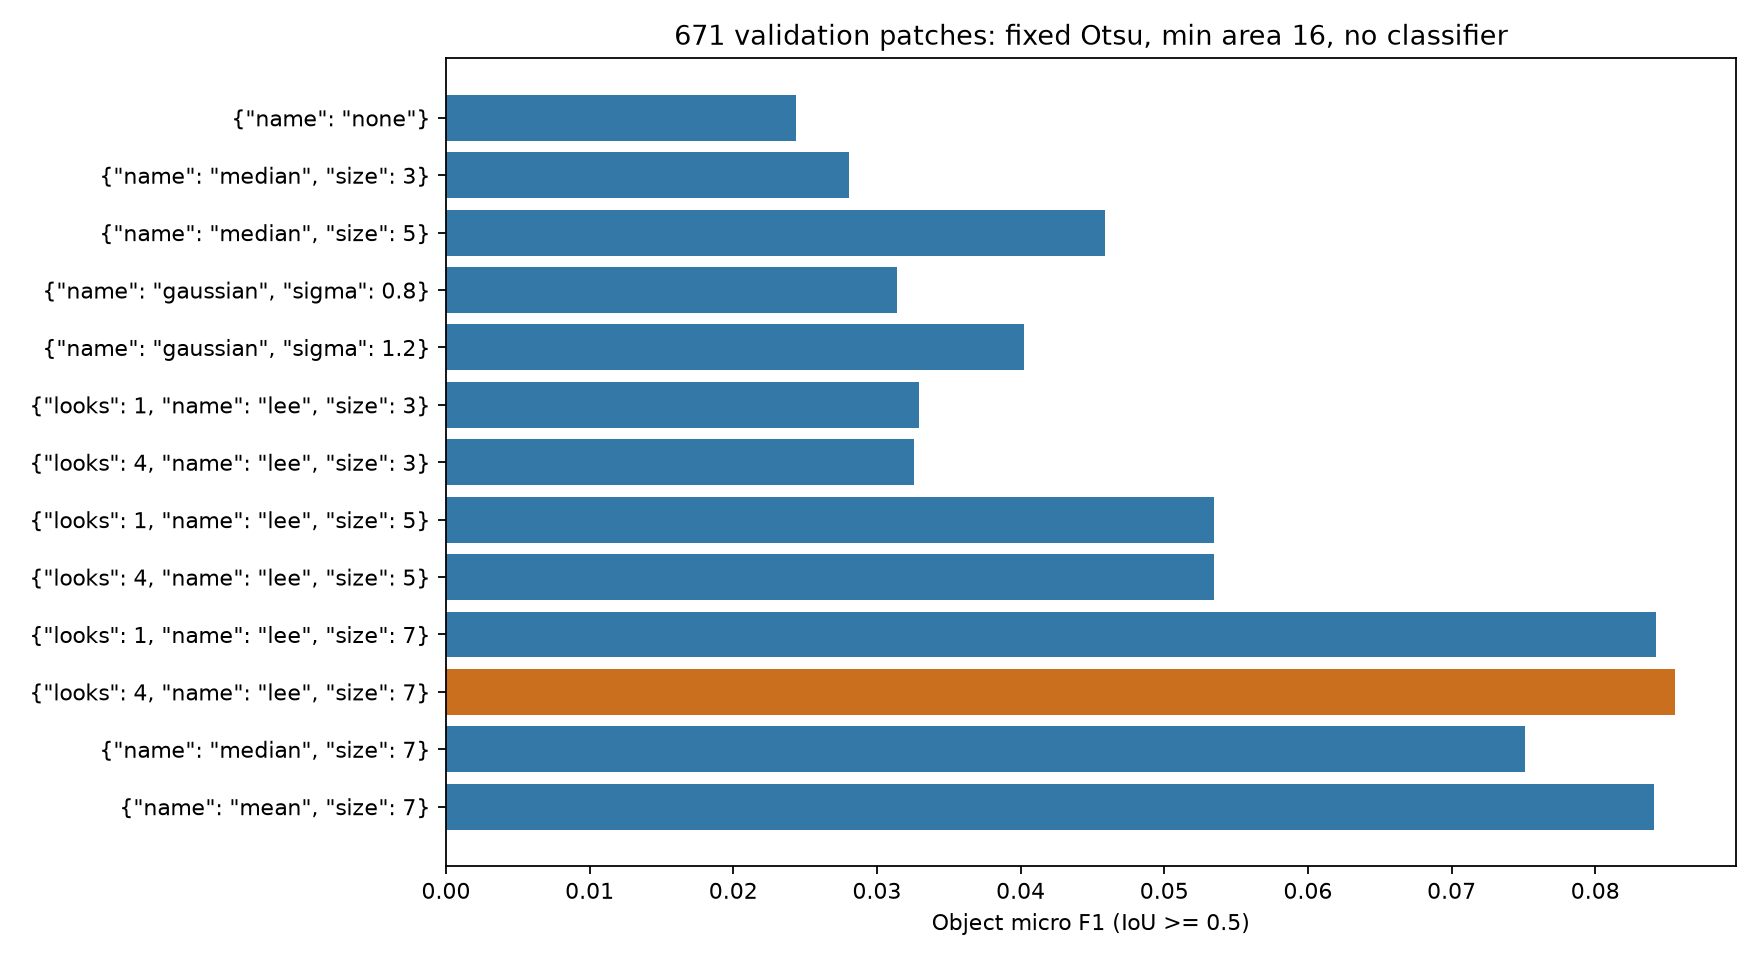 671 validation patches: fixed Otsu, min area 16, no classifier
{"name": "none"}
{"name": "median", "size": 3}
{"name": "median", "size": 5}
{"name": "gaussian", "sigma": 0.8}
{"name": "gaussian", "sigma": 1.2}
{"looks": 1, "name": "lee", "size": 3}
{"looks": 4, "name": "lee", "size": 3}
{"looks": 1, "name": "lee", "size": 5}
{"looks": 4, "name": "lee", "size": 5}
{"looks": 1, "name": "lee", "size": 7}
{"looks": 4, "name": "lee", "size": 7}
{"name": "median", "size": 7}
{"name": "mean", "size": 7}
0.00 0.01 0.02 0.03 0.04 0.05 0.06 0.07 0.08
Object micro F1 (IoU >= 0.5)